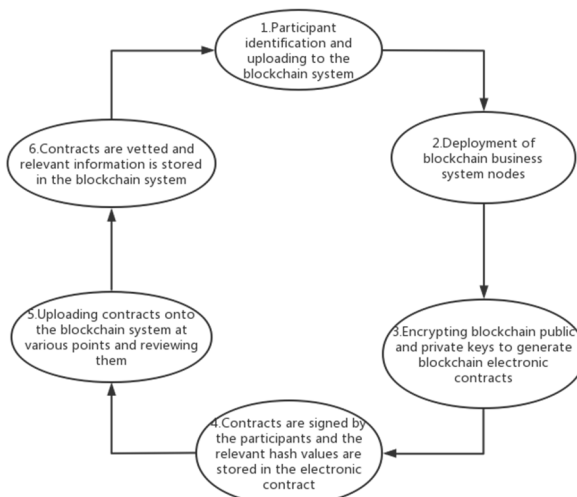 1.Participant
identification and
uploading to the
blockchain system
2.Deployment of
blockchain business
system nodes
3.Encrypting blockchain public
and private keys to generate
blockchain electronic
contracts
4.Contracts are signed by
the participants and the
relevant hash values are
stored in the electronic
contract
5.Uploading contracts onto
the blockchain system at
various points and reviewing
them
6.Contracts are vetted and
relevant information is stored
in the blockchain system